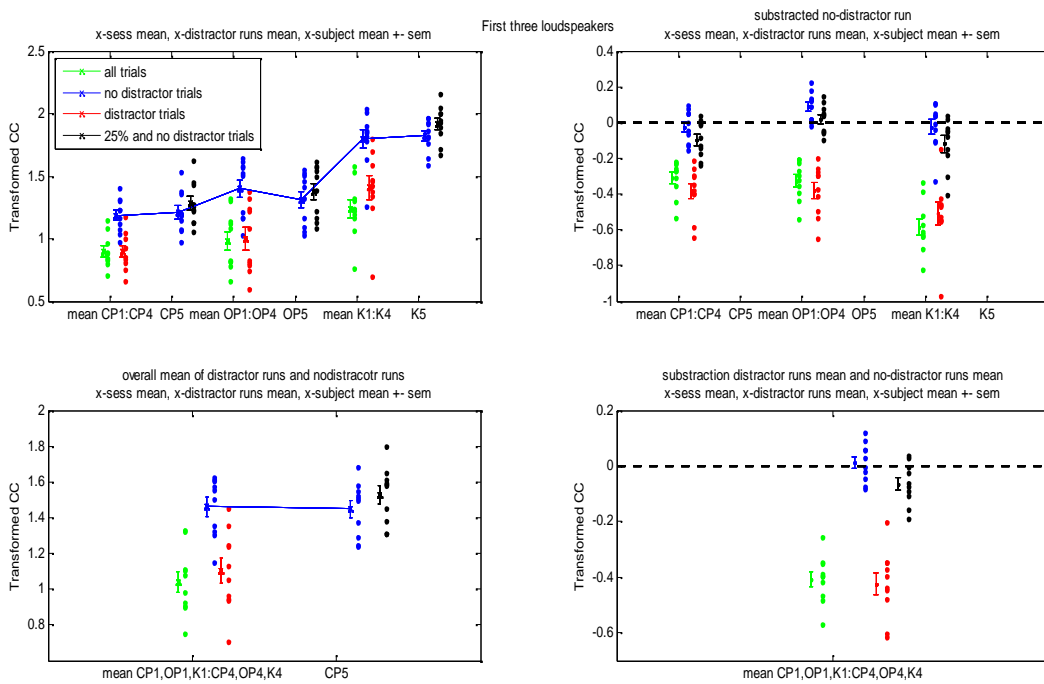 First three loudspeakers
x-sess mean, x-distractor runs mean, x-subject mean +- sem
2.5
2
1.5
1
0.5
Transformed CC
all trials
no distractor trials
distractor trials
25% and no distractor trials
mean CP1:CP4 CP5 mean OP1:OP4 OP5 mean K1:K4 K5
substracted no-distractor run
x-sess mean, x-distractor runs mean, x-subject mean +- sem
0.4
0.2
0
-0.2
-0.4
-0.6
-0.8
-1
Transformed CC
mean CP1:CP4 CP5 mean OP1:OP4 OP5 mean K1:K4 K5
overall mean of distractor runs and nodistracotr runs
x-sess mean, x-distractor runs mean, x-subject mean +- sem
2
1.8
1.6
1.4
1.2
1
0.8
Transformed CC
mean CP1,OP1,K1:CP4,OP4,K4 CP5
substraction distractor runs mean and no-distractor runs mean
x-sess mean, x-distractor runs mean, x-subject mean +- sem
0.2
0
-0.2
-0.4
-0.6
Transformed CC
mean CP1,OP1,K1:CP4,OP4,K4